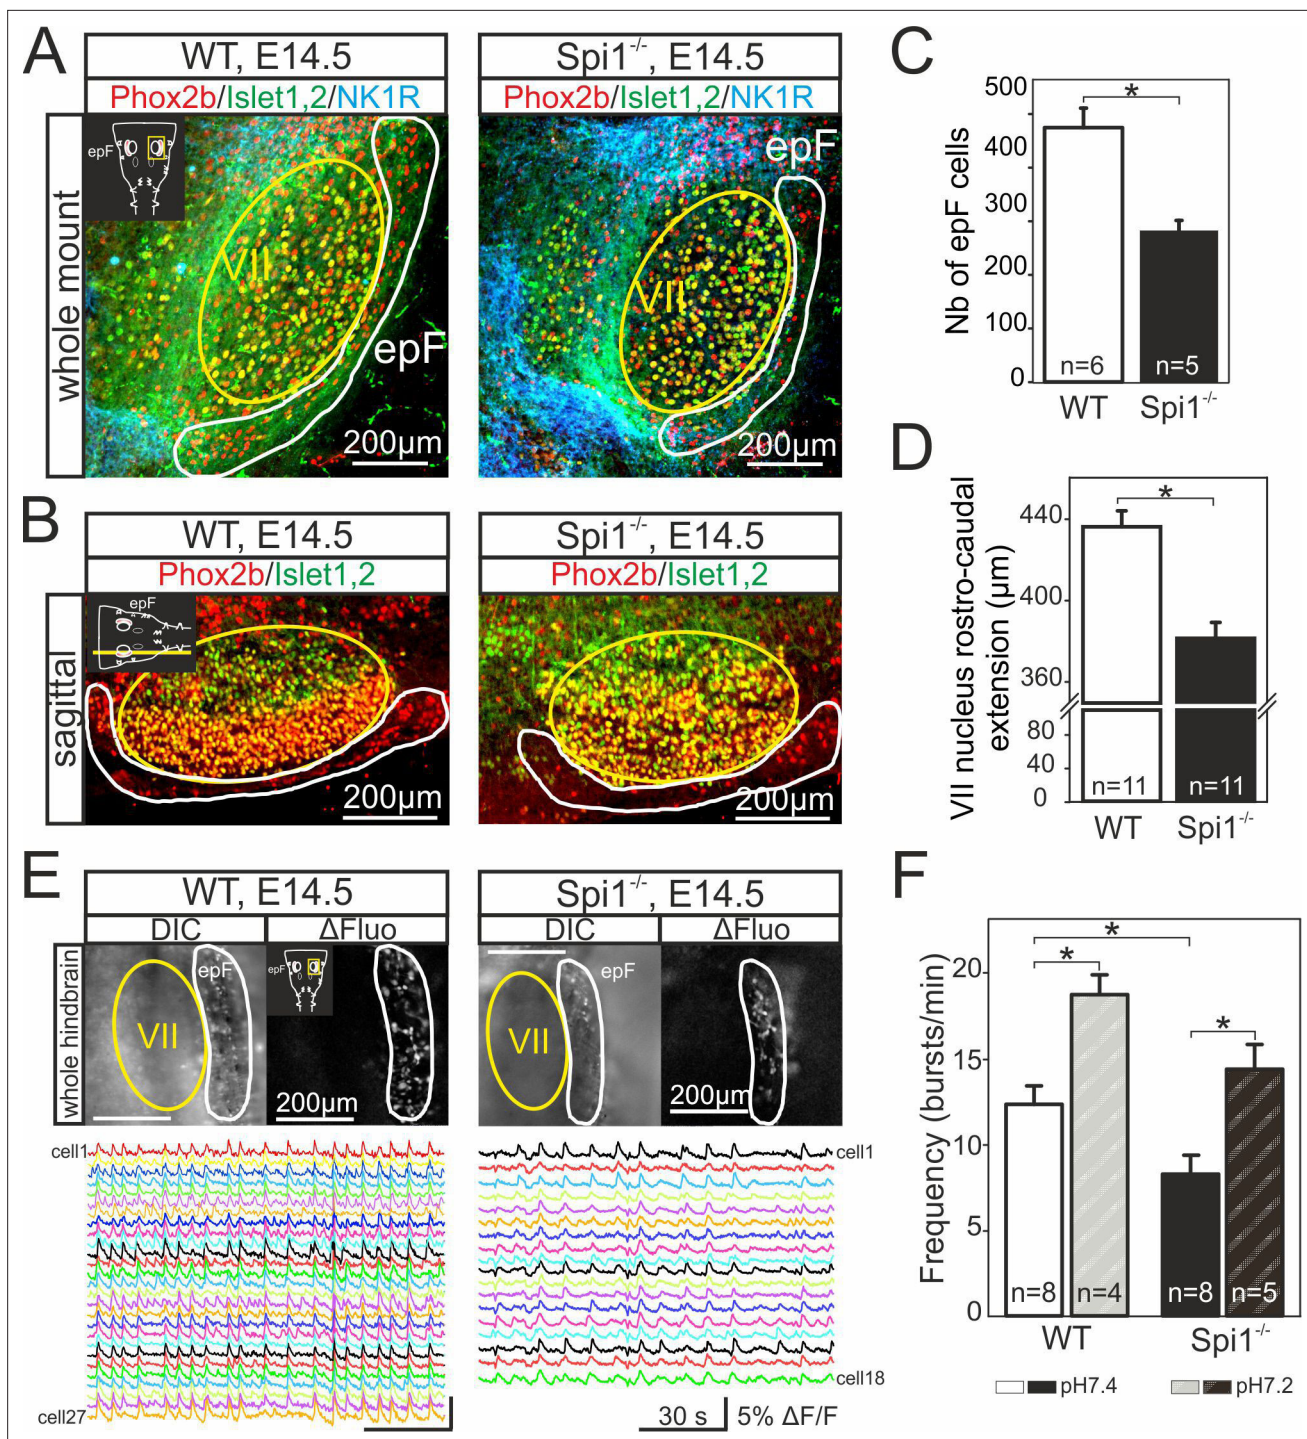 A
WT, E14.5
Phox2b/Islet1,2/NK1R
Spi1-/-, E14.5
Phox2b/Islet1,2/NK1R
whole mount
epF
VII
epF
200µm
epF
VII
200µm
B
WT, E14.5
Phox2b/Islet1,2
Spi1-/-, E14.5
Phox2b/Islet1,2
sagittal
epF
200µm
200µm
C
Nb of epF cells
500
400
300
200
100
0
*
n=6
n=5
WT
Spi1-/-
D
VII nucleus rostro-caudal
extension (µm)
440
400
360
80
40
0
*
n=11
n=11
WT
Spi1-/-
E
WT, E14.5
DIC
ΔFluo
Spi1-/-, E14.5
DIC
ΔFluo
whole hindbrain
VII
epF
epF
200µm
VII
epF
200µm
cell1
cell27
cell1
cell18
30 s
5% ΔF/F
F
Frequency (bursts/min)
20
15
10
5
0
*
*
*
n=8
n=4
n=8
n=5
WT
Spi1-/-
pH7.4
pH7.2